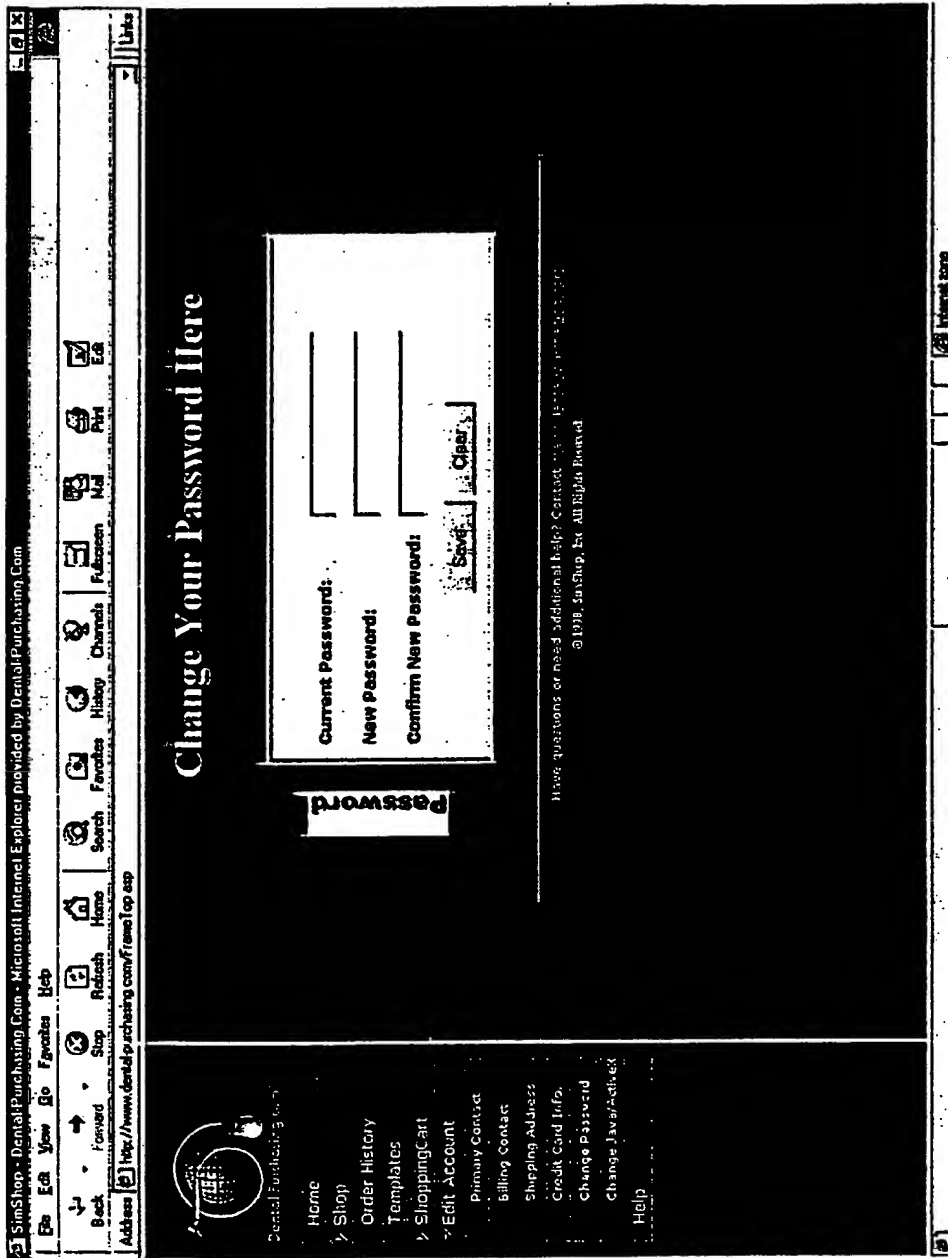 SimShop - Dental-Purchasing.Com - Microsoft Internet Explorer provided by Dental-Purchasing.Com
File Edit View Go Favorites Help
Back Forward Stop Refresh Home Search Favorites History Channels Fullscreen Mail Print Edit
Address http://www.dental-purchasing.com/FrameTop.asp Links
Dental Purchasing.com
Home
Shop
Order History
Templates
ShoppingCart
Edit Account
Primary Contact
Billing Contact
Shipping Address
Credit Card Info.
Change Password
Change Java/ActiveX
Help
Change Your Password Here
Password
Current Password:
New Password:
Confirm New Password:
Save Clear
Have questions or need additional help? Contact
©1998, SimShop, Inc. All Rights Reserved
Internet zone